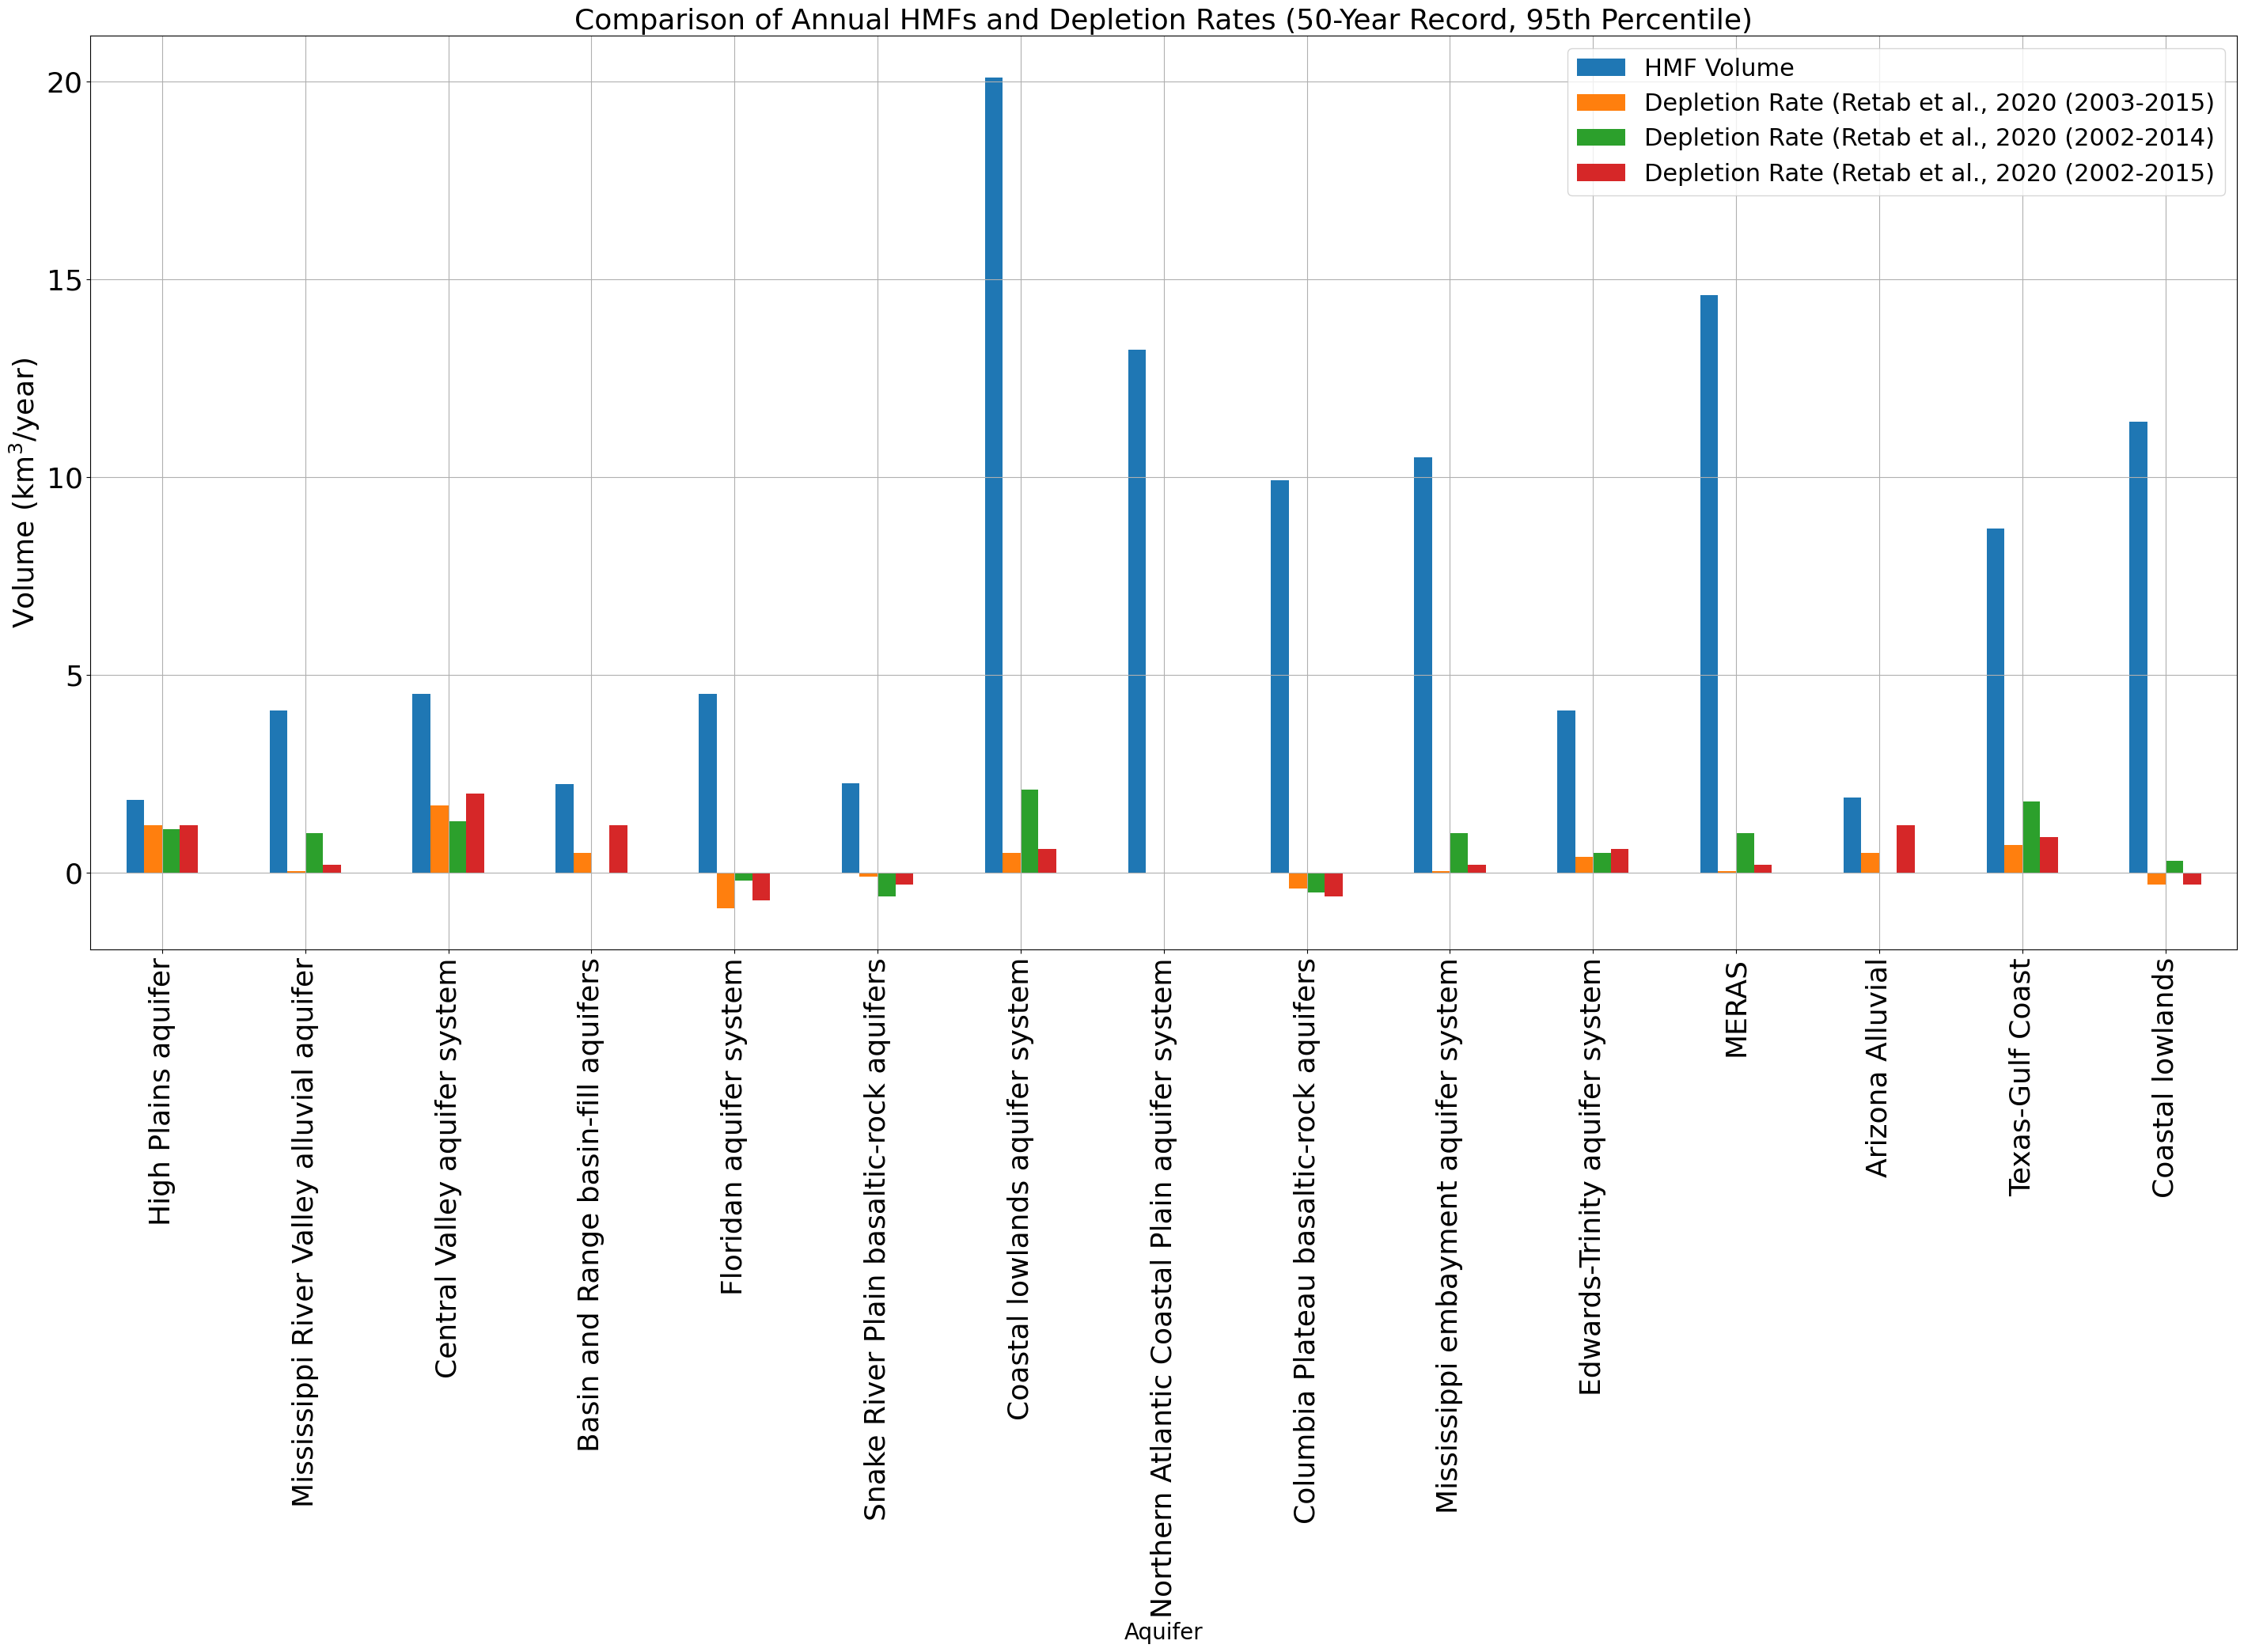 Comparison of Annual HMFs and Depletion Rates (50-Year Record, 95th Percentile)
HMF Volume
Depletion Rate (Retab et al., 2020 (2003-2015)
Depletion Rate (Retab et al., 2020 (2002-2014)
Depletion Rate (Retab et al., 2020 (2002-2015)
Volume (km³/year)
20
15
10
5
0
High Plains aquifer
Mississippi River Valley alluvial aquifer
Central Valley aquifer system
Basin and Range basin-fill aquifers
Floridan aquifer system
Snake River Plain basaltic-rock aquifers
Coastal lowlands aquifer system
Northern Atlantic Coastal Plain aquifer system
Columbia Plateau basaltic-rock aquifers
Mississippi embayment aquifer system
Edwards-Trinity aquifer system
MERAS
Arizona Alluvial
Texas-Gulf Coast
Coastal lowlands
Aquifer